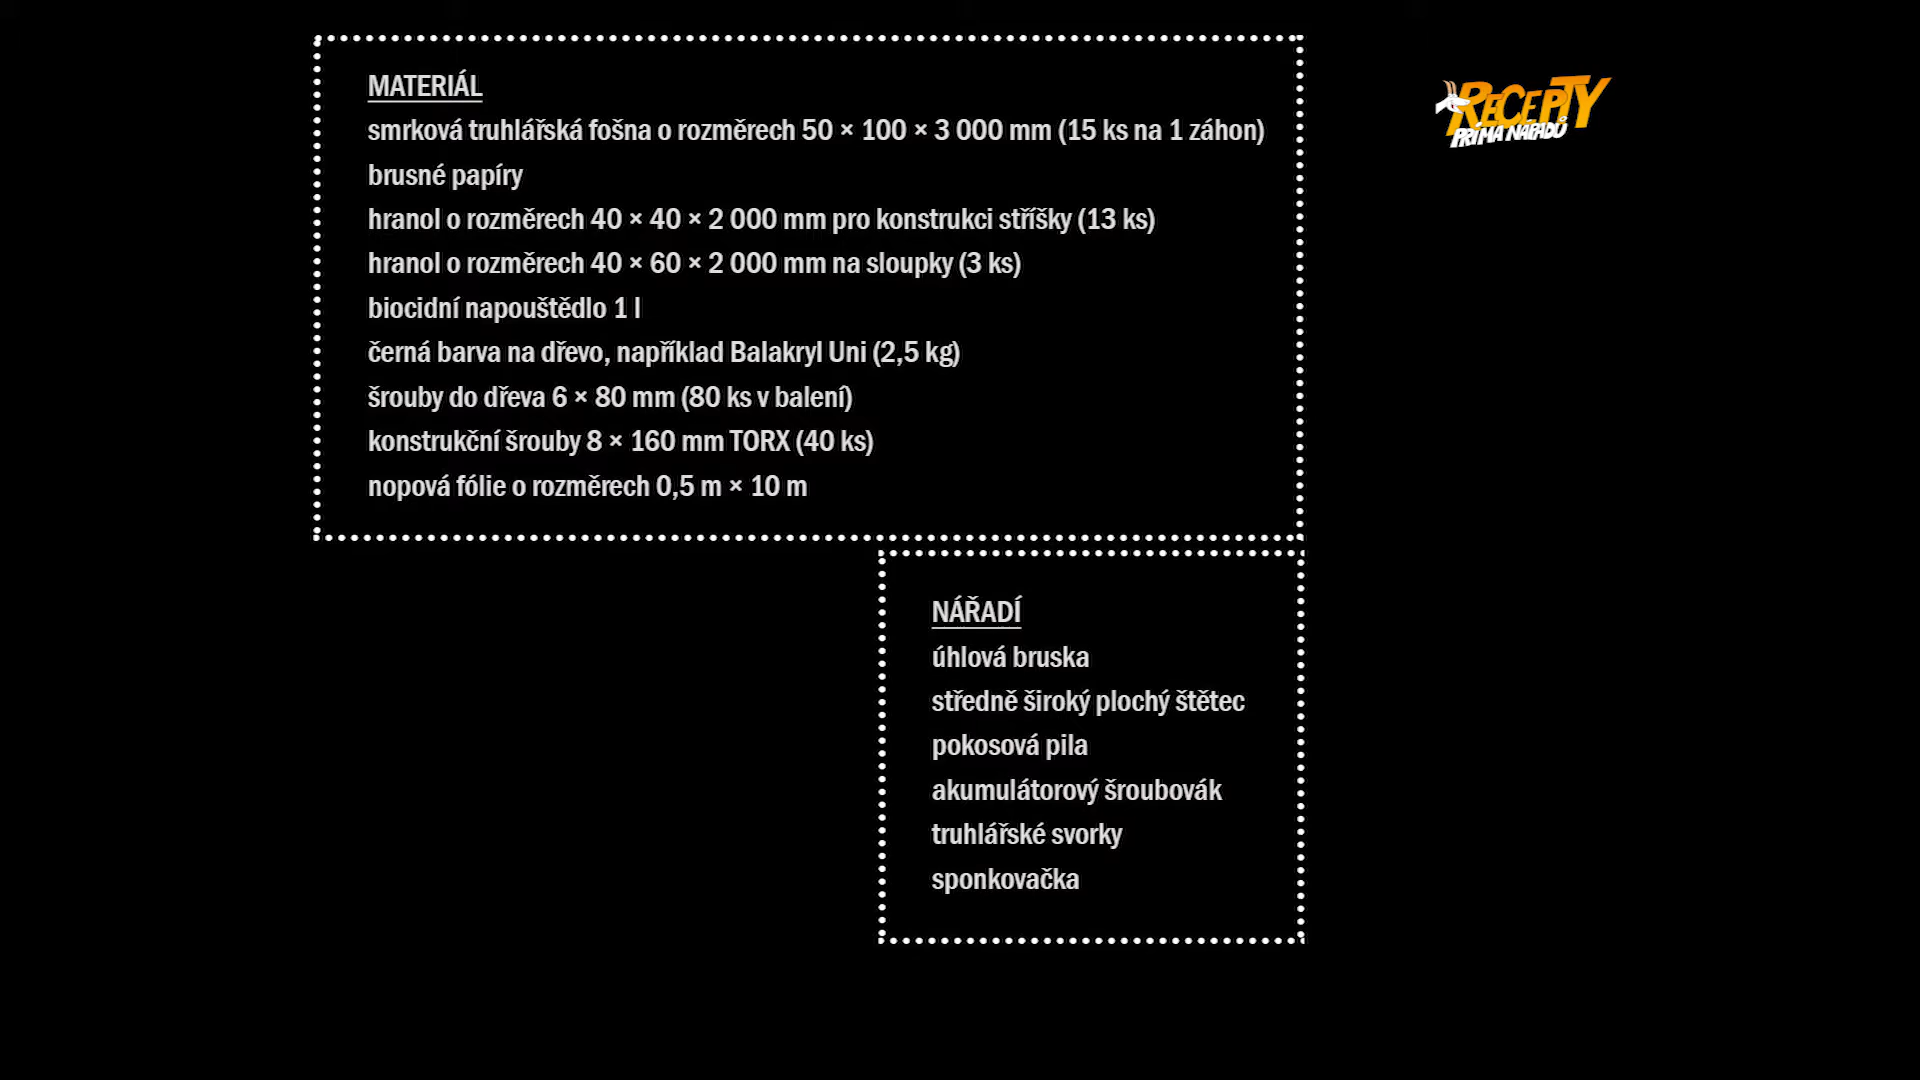 MATERIÁL
smrková truhlářská fošna o rozměrech 50 × 100 × 3 000 mm (15 ks na 1 záhon)
brusné papíry
hranol o rozměrech 40 × 40 × 2 000 mm pro konstrukci stříšky (13 ks)
hranol o rozměrech 40 × 60 × 2 000 mm na sloupky (3 ks)
biocidní napouštědlo 1 l
černá barva na dřevo, například Balakryl Uni (2,5 kg)
šrouby do dřeva 6 × 80 mm (80 ks v balení)
konstrukční šrouby 8 × 160 mm TORX (40 ks)
nopová fólie o rozměrech 0,5 m × 10 m
RECEPTY
PRIMA NÁPADŮ
NÁŘADÍ
úhlová bruska
středně široký plochý štětec
pokosová pila
akumulátorový šroubovák
truhlářské svorky
sponkovačka